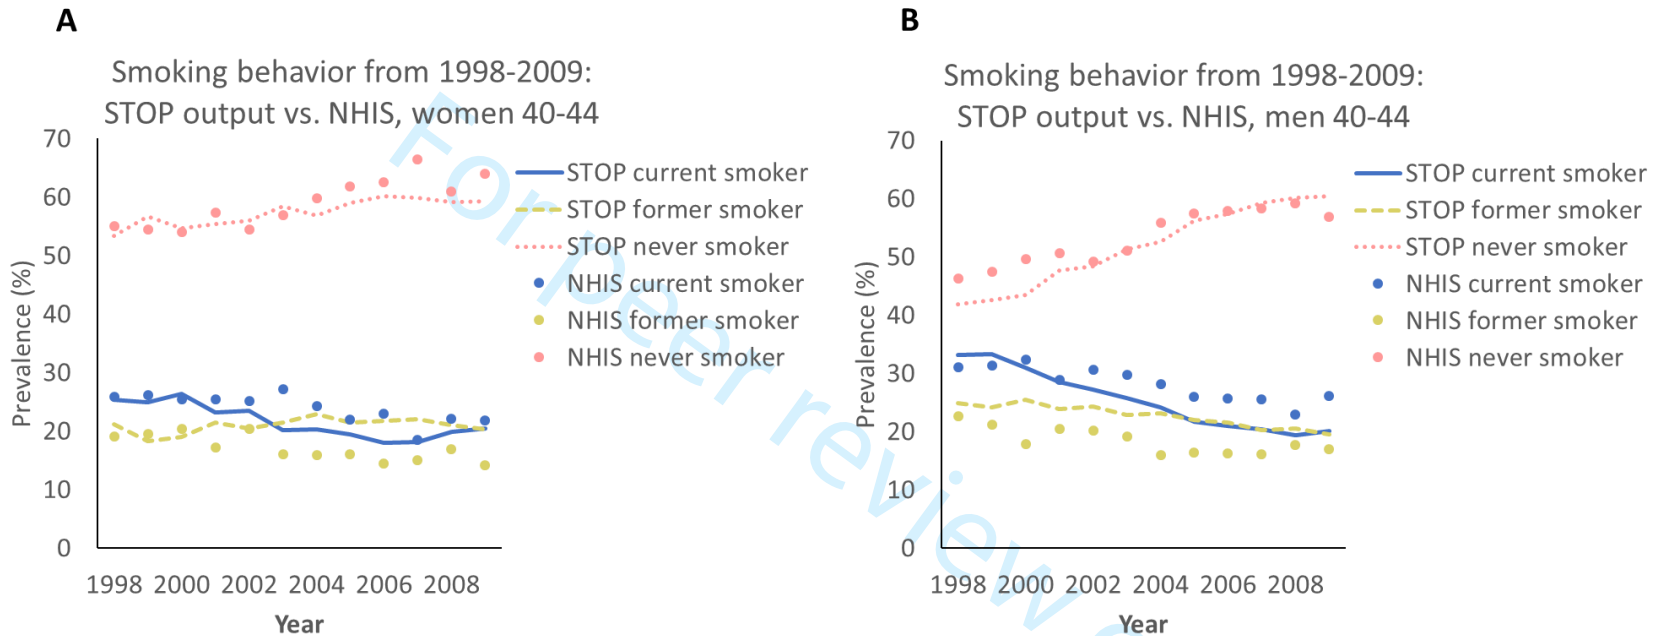 A
Smoking behavior from 1998-2009:
STOP output vs. NHIS, women 40-44
70
60
50
40
30
20
10
0
Prevalence (%)
1998 2000 2002 2004 2006 2008
Year
STOP current smoker
STOP former smoker
STOP never smoker
NHIS current smoker
NHIS former smoker
NHIS never smoker
B
Smoking behavior from 1998-2009:
STOP output vs. NHIS, men 40-44
70
60
50
40
30
20
10
0
Prevalence (%)
1998 2000 2002 2004 2006 2008
Year
STOP current smoker
STOP former smoker
STOP never smoker
NHIS current smoker
NHIS former smoker
NHIS never smoker
For peer review